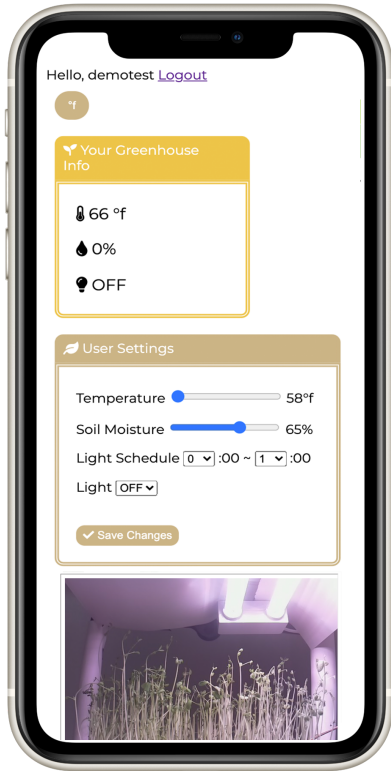 Hello, demotest Logout
°f
Your Greenhouse
Info
66 °f
0%
OFF
User Settings
Temperature 58°f
Soil Moisture 65%
Light Schedule 0 :00 ~ 1 :00
Light OFF
Save Changes